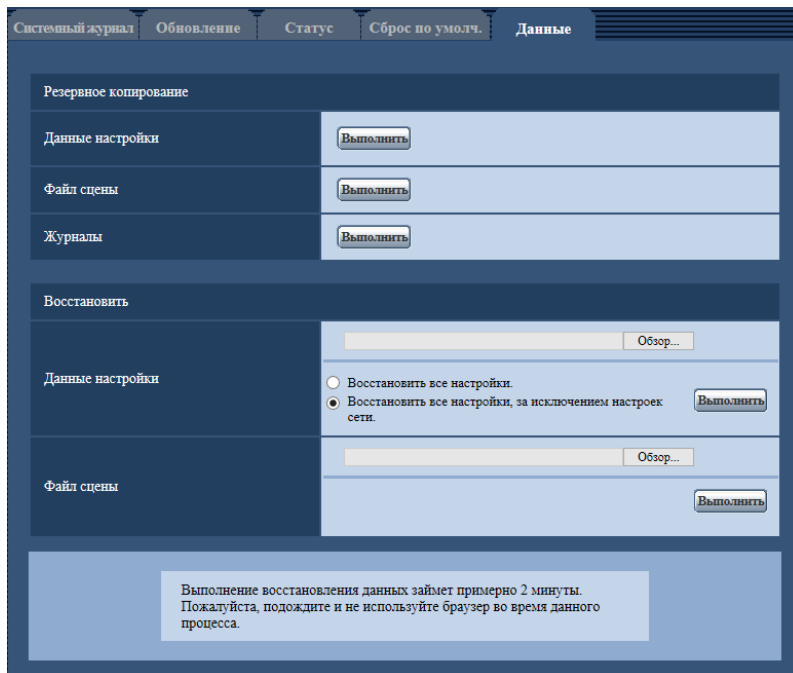 Системный журнал Обновление Статус Сброс по умолч. Данные
Резервное копирование
Данные настройки Выполнить
Файл сцены Выполнить
Журналы Выполнить
Восстановить
Обзор...
Данные настройки
Восстановить все настройки.
Восстановить все настройки, за исключением настроек
сети.
Выполнить
Обзор...
Файл сцены
Выполнить
Выполнение восстановления данных займет примерно 2 минуты.
Пожалуйста, подождите и не используйте браузер во время данного
процесса.